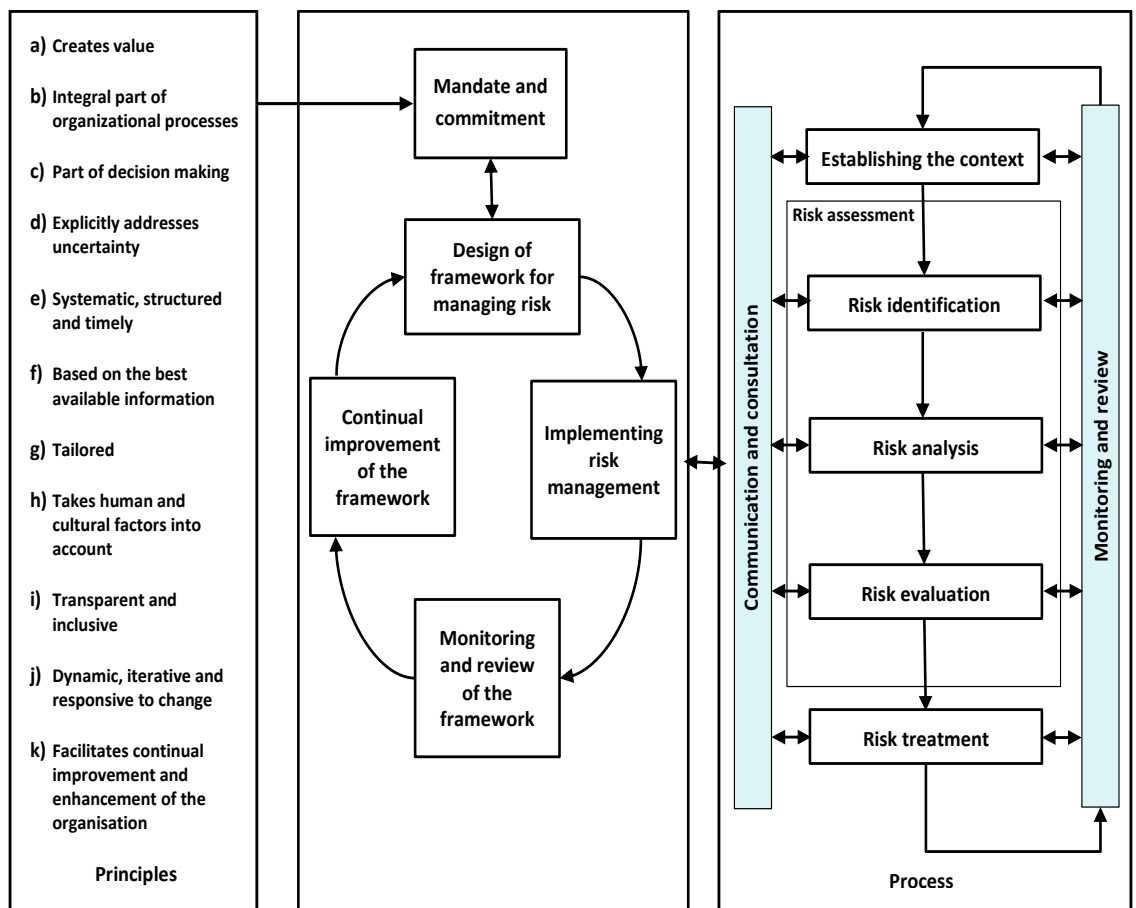 a) Creates value
b) Integral part of
organizational processes
c) Part of decision making
d) Explicitly addresses
uncertainty
e) Systematic, structured
and timely
f) Based on the best
available information
g) Tailored
h) Takes human and
cultural factors into
account
i) Transparent and
inclusive
j) Dynamic, iterative and
responsive to change
k) Facilitates continual
improvement and
enhancement of the
organisation
Principles
Mandate and
commitment
Design of
framework for
managing risk
Continual
improvement
of the
framework
Implementing
risk
management
Monitoring
and review
of the
framework
Communication and consultation
Establishing the context
Risk assessment
Risk identification
Risk analysis
Risk evaluation
Risk treatment
Monitoring and review
Process